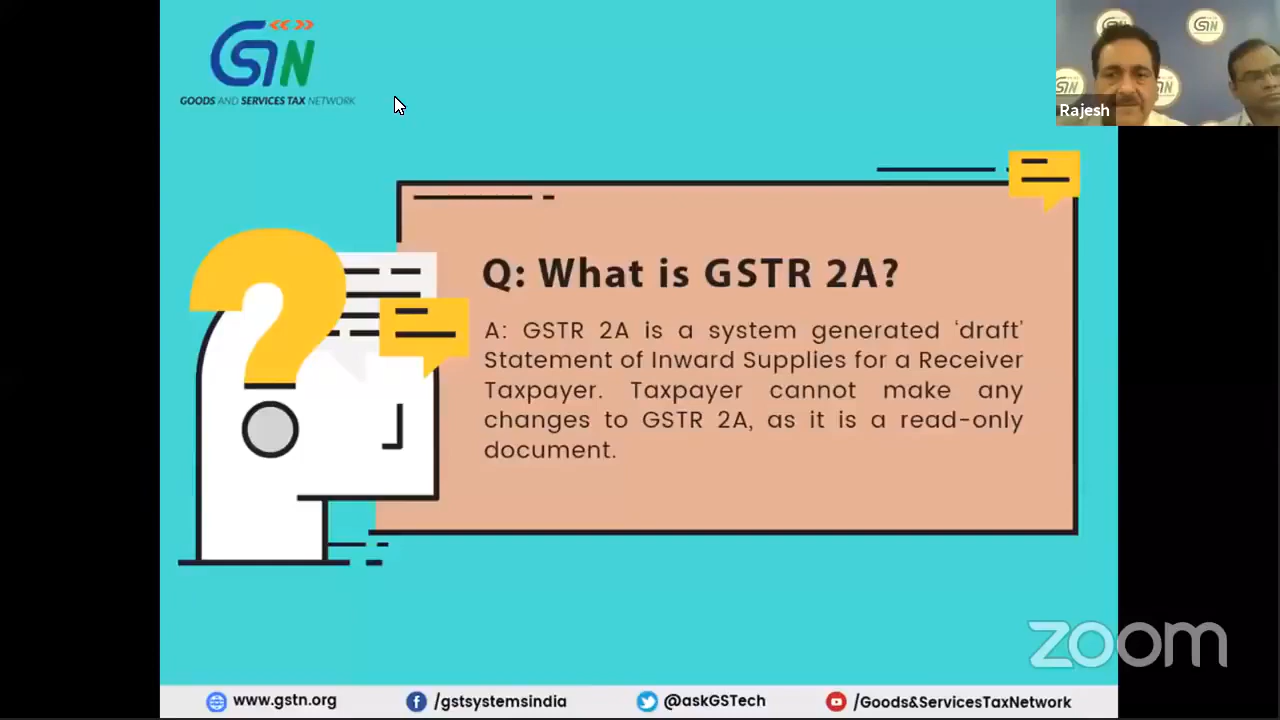 GSTN
GOODS AND SERVICES TAX NETWORK
Rajesh
Q: What is GSTR 2A?
A: GSTR 2A is a system generated ‘draft’
Statement of Inward Supplies for a Receiver
Taxpayer. Taxpayer cannot make any
changes to GSTR 2A, as it is a read-only
document.
zoom
www.gstn.org
/gstsystemsindia
@askGSTech
/Goods&ServicesTaxNetwork